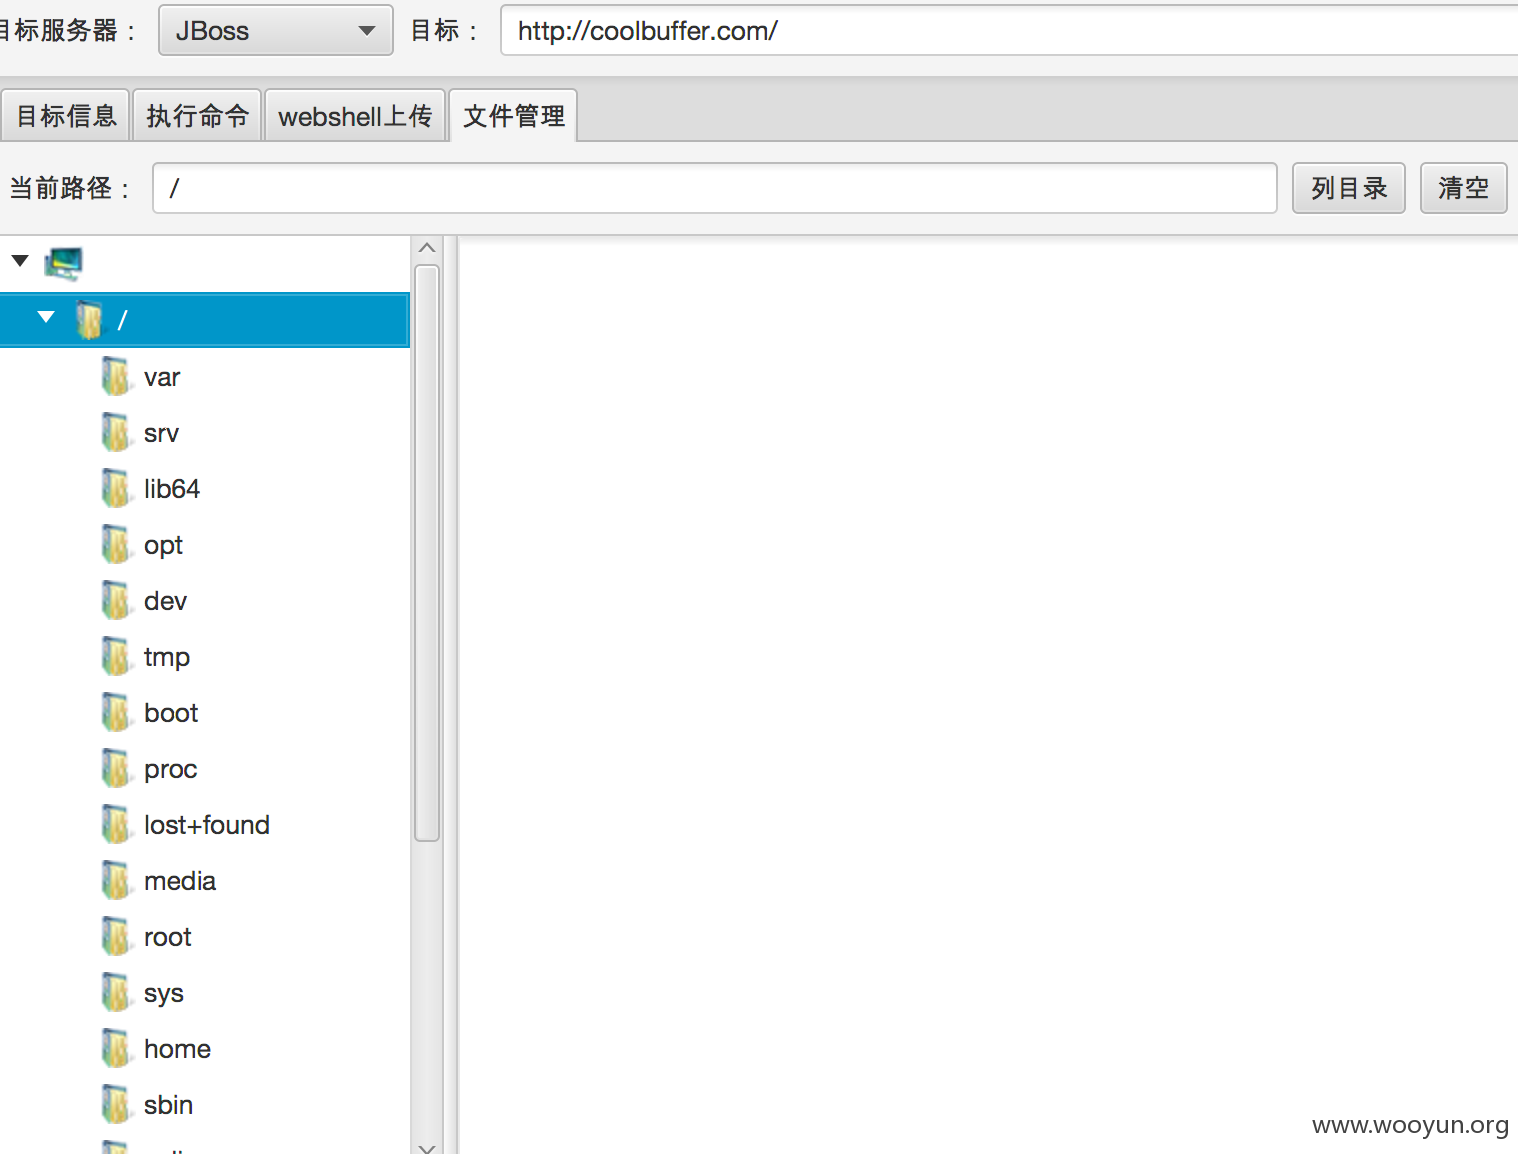 目标服务器： JBoss 目标： http://coolbuffer.com/
目标信息 执行命令 webshell上传 文件管理
当前路径： / 列目录 清空
/
var
srv
lib64
opt
dev
tmp
boot
proc
lost+found
media
root
sys
home
sbin
www.wooyun.org